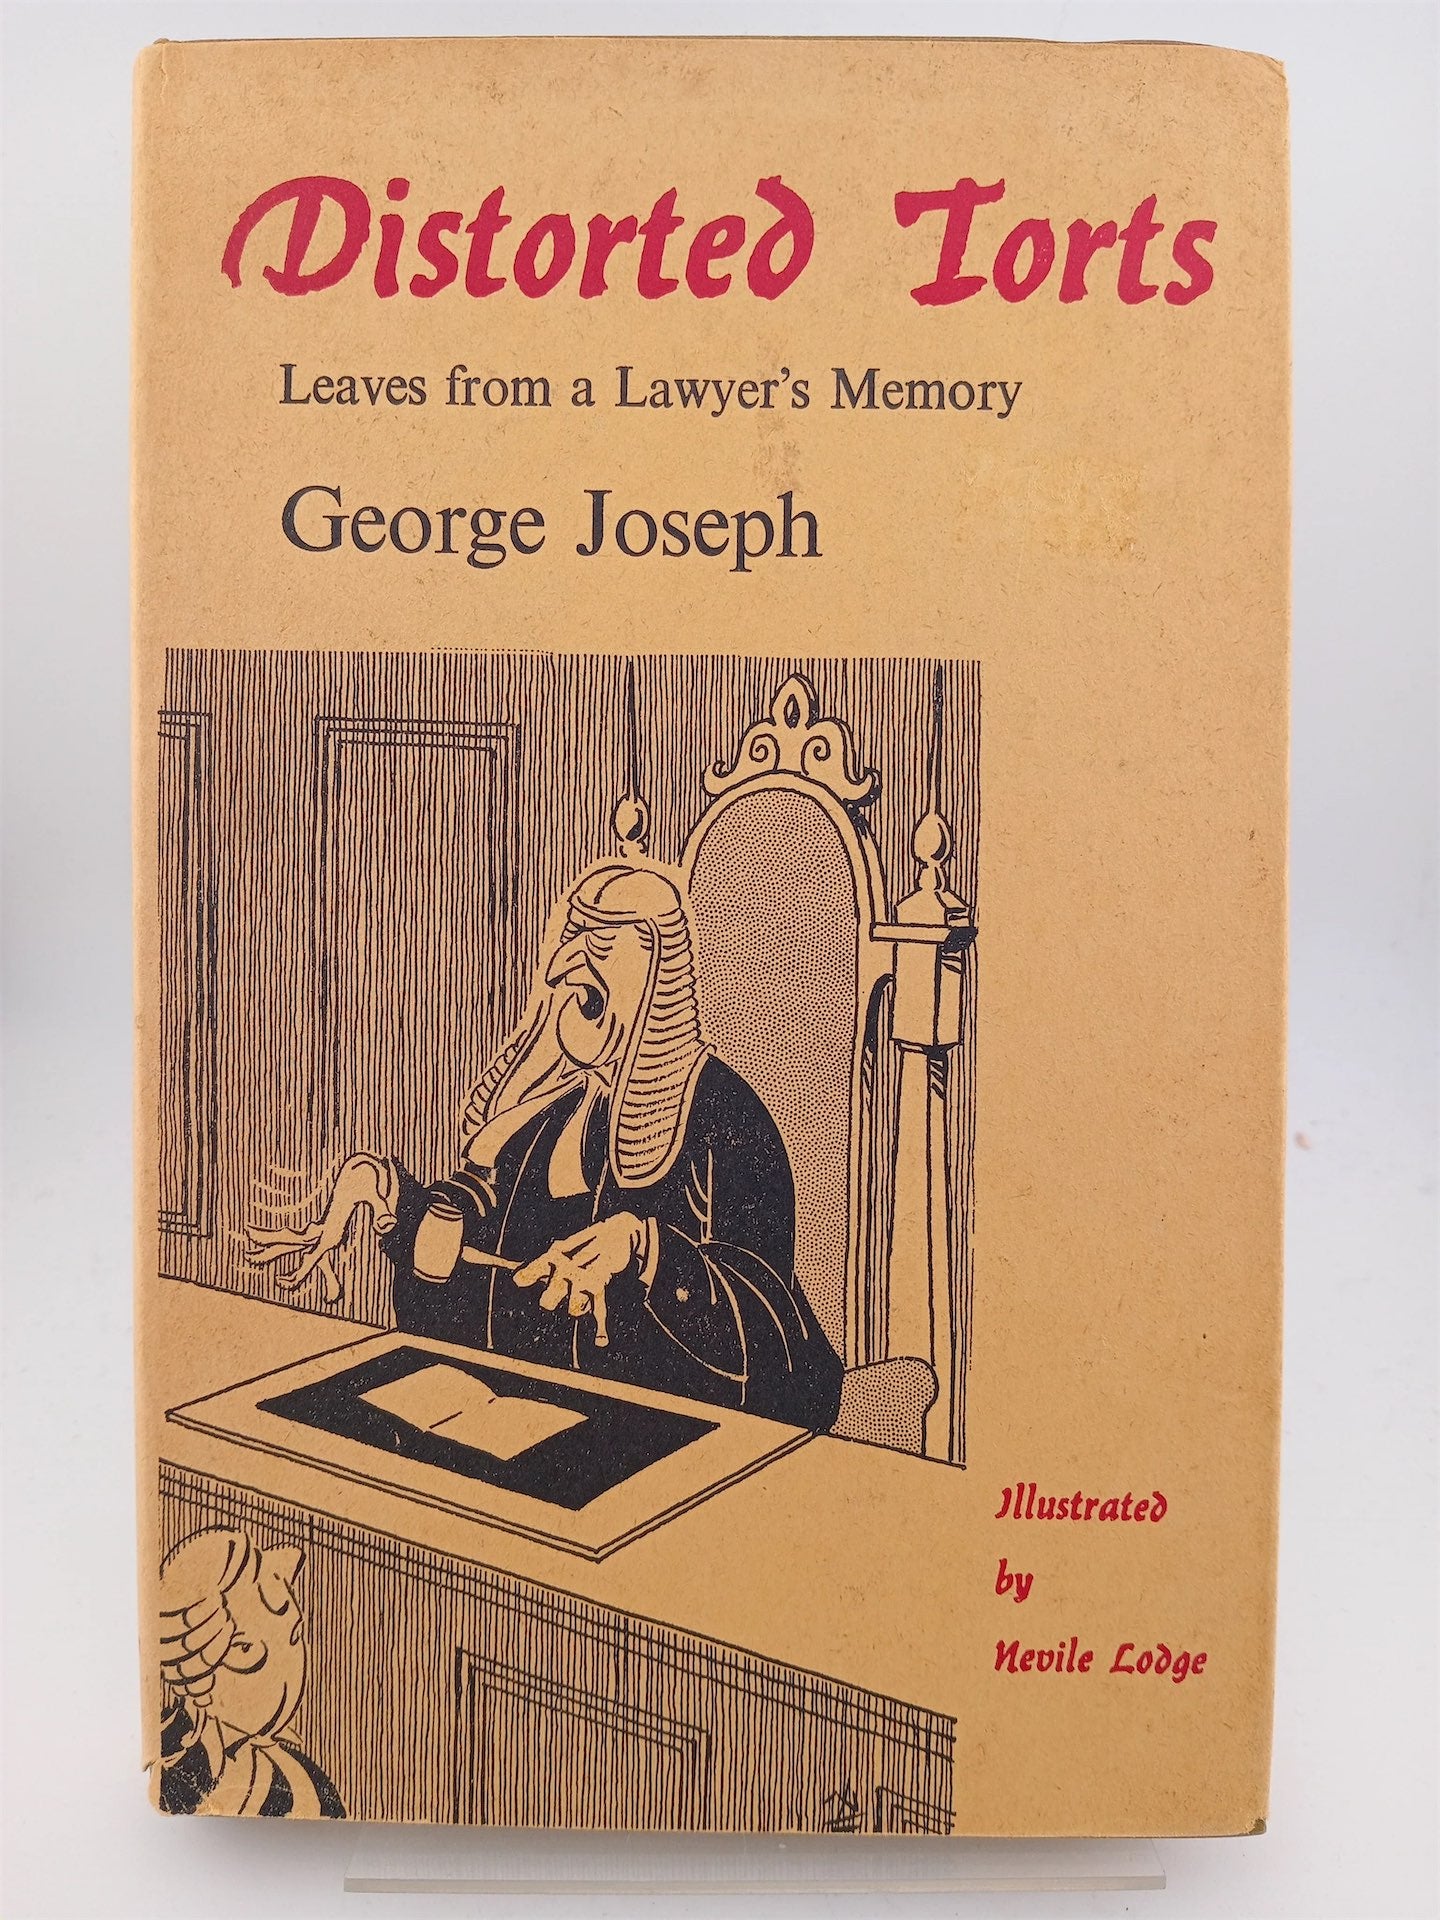 Distorted Torts
Leaves from a Lawyer's Memory
George Joseph
Illustrated
by
Nevile Lodge